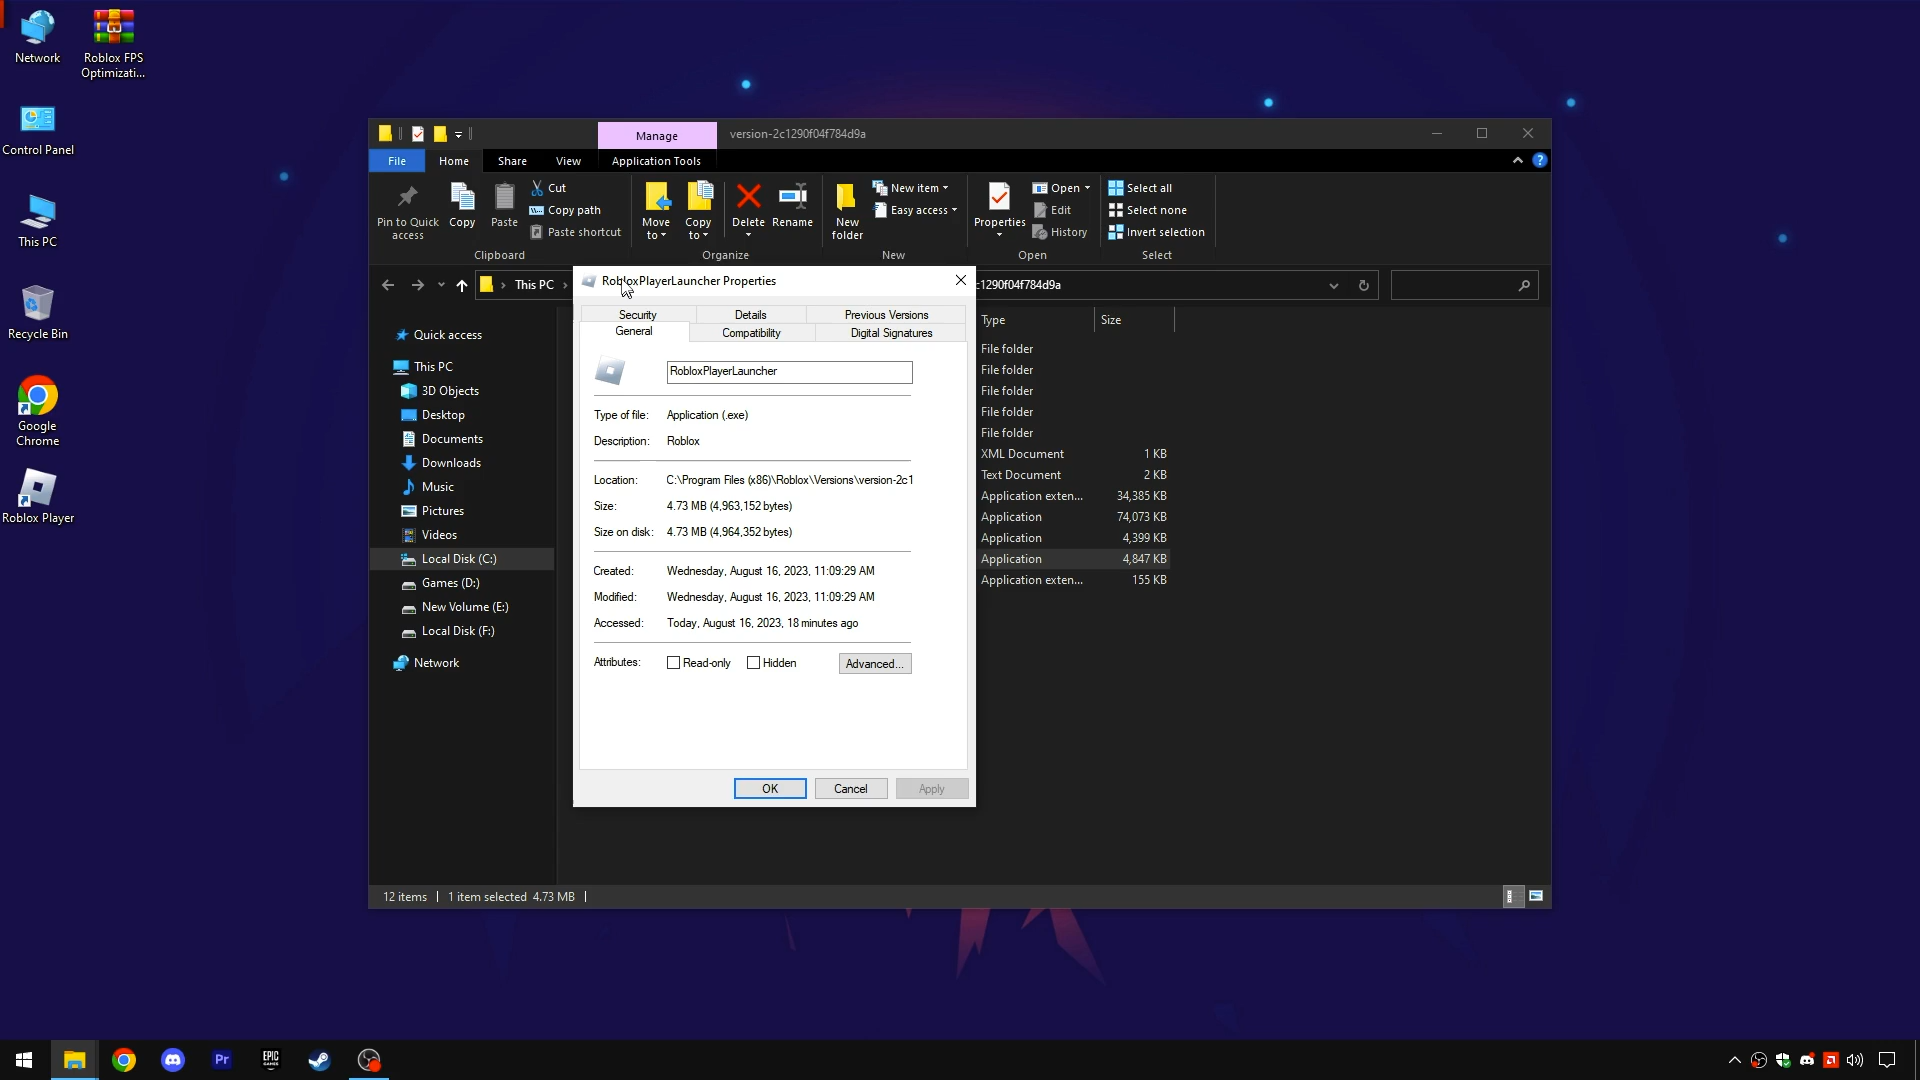 Network
Roblox FPS
Optimizati...
Control Panel
This PC
Recycle Bin
Google
Chrome
Roblox Player
Manage
version-2c1290f04f784d9a
File
Home
Share
View
Application Tools
Pin to Quick
access
Copy
Paste
Cut
Copy path
Paste shortcut
Clipboard
Move
to
Copy
to
Delete
Rename
Organize
New
folder
New item
Easy access
New
Properties
Open
Edit
History
Open
Select all
Select none
Invert selection
Select
This PC
c1290f04f784d9a
Quick access
This PC
3D Objects
Desktop
Documents
Downloads
Music
Pictures
Videos
Local Disk (C:)
Games (D:)
New Volume (E:)
Local Disk (F:)
Network
RobloxPlayerLauncher Properties
Security
Details
Previous Versions
General
Compatibility
Digital Signatures
RobloxPlayerLauncher
Type of file: Application (.exe)
Description: Roblox
Location: C:\Program Files (x86)\Roblox\Versions\version-2c1
Size: 4.73 MB (4,963,152 bytes)
Size on disk: 4.73 MB (4,964,352 bytes)
Created: Wednesday, August 16, 2023, 11:09:29 AM
Modified: Wednesday, August 16, 2023, 11:09:29 AM
Accessed: Today, August 16, 2023, 18 minutes ago
Attributes: Read-only Hidden Advanced...
OK Cancel Apply
Type Size
File folder
File folder
File folder
File folder
File folder
XML Document 1 KB
Text Document 2 KB
Application exten... 34,385 KB
Application 74,073 KB
Application 4,399 KB
Application 4,847 KB
Application exten... 155 KB
12 items 1 item selected 4.73 MB
Pr
EPIC
GAMES